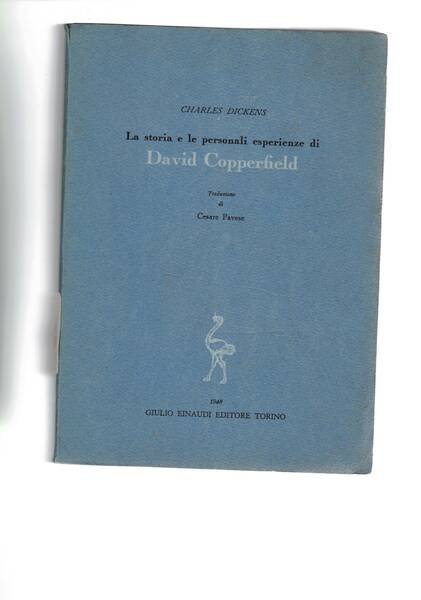 CHARLES DICKENS
La storia e le personali esperienze di
David Copperfield
Traduzione
di
Cesare Pavese
1948
GIULIO EINAUDI EDITORE TORINO